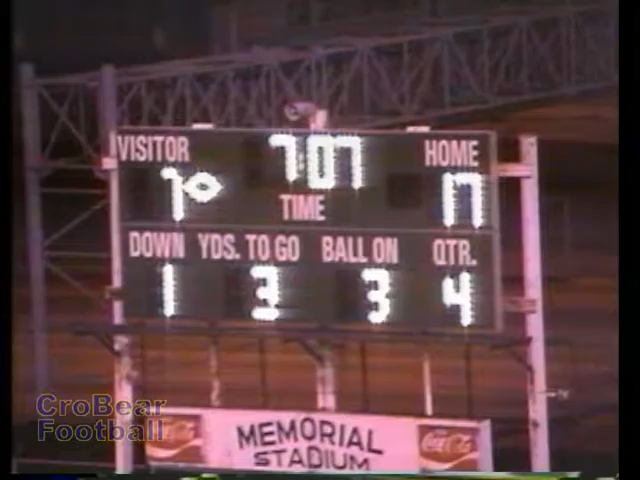 VISITOR 7:07 HOME
7 17
TIME
DOWN YDS. TO GO BALL ON QTR.
1 3 3 4
CroBear
Football
Coca-Cola MEMORIAL Coca-Cola
STADIUM